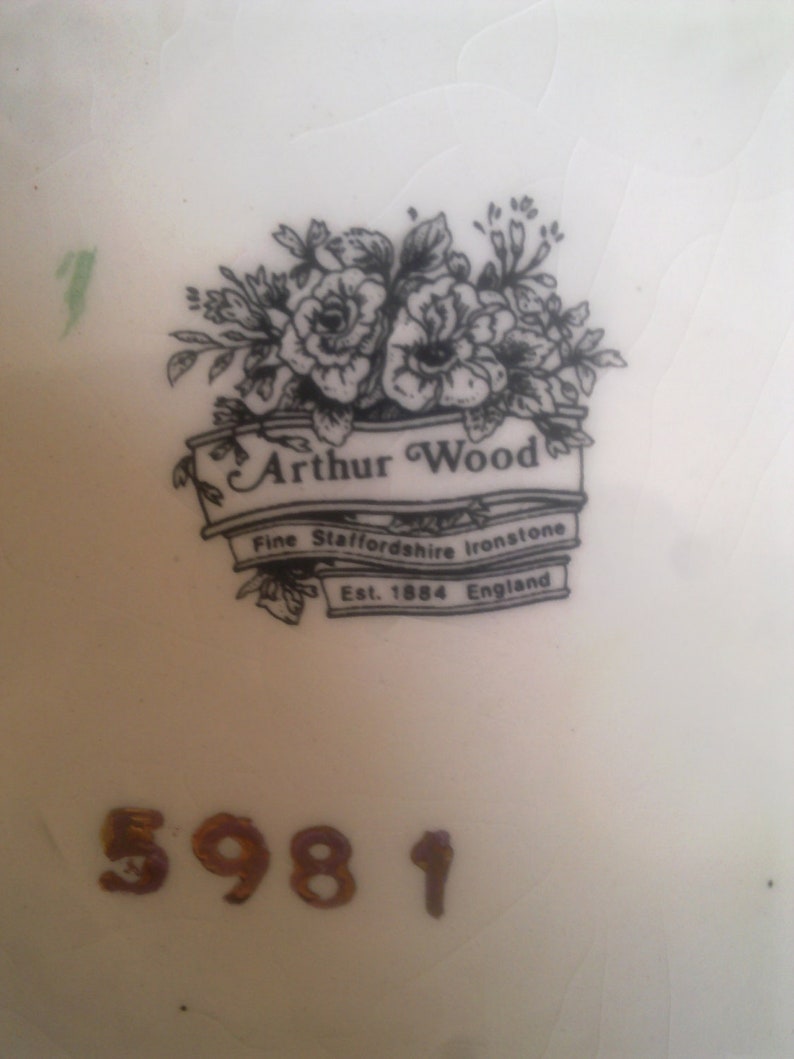 Arthur Wood
Fine Staffordshire Ironstone
Est. 1884 England
5981